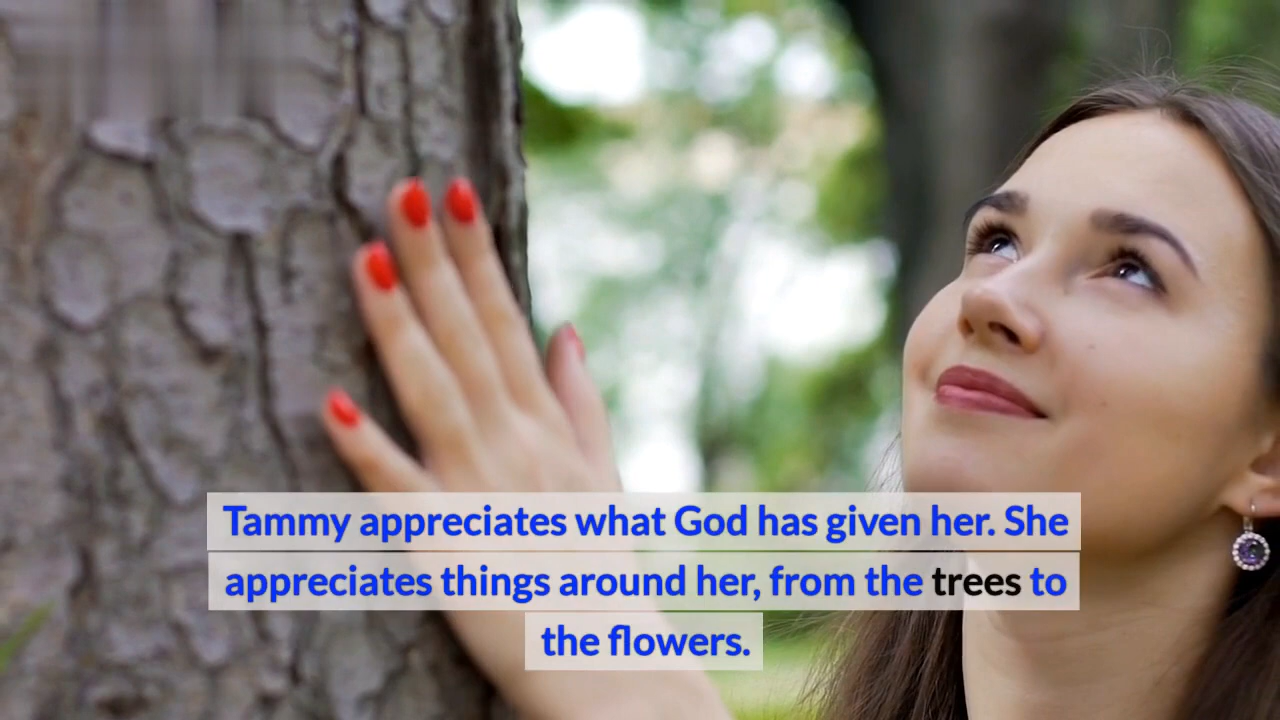 Tammy appreciates what God has given her. She
appreciates things around her, from the trees to
the flowers.